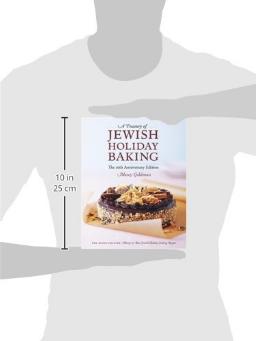 A Treasury of
JEWISH
HOLIDAY
BAKING
The 10th Anniversary Edition
Marcy Goldman
10 in
25 cm